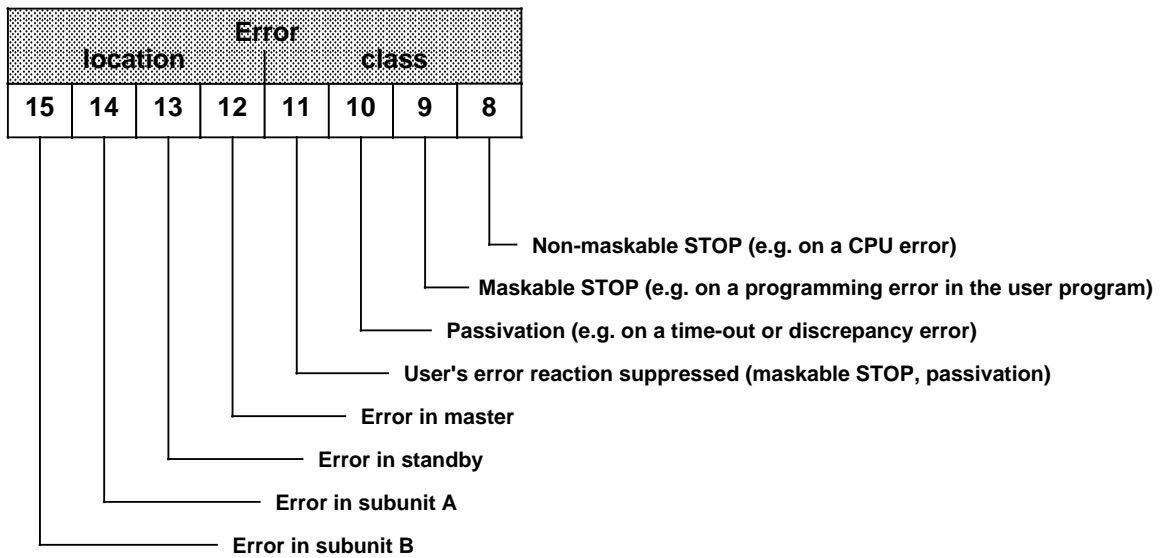 Error
location class
15 14 13 12 11 10 9 8
Non-maskable STOP (e.g. on a CPU error)
Maskable STOP (e.g. on a programming error in the user program)
Passivation (e.g. on a time-out or discrepancy error)
User's error reaction suppressed (maskable STOP, passivation)
Error in master
Error in standby
Error in subunit A
Error in subunit B